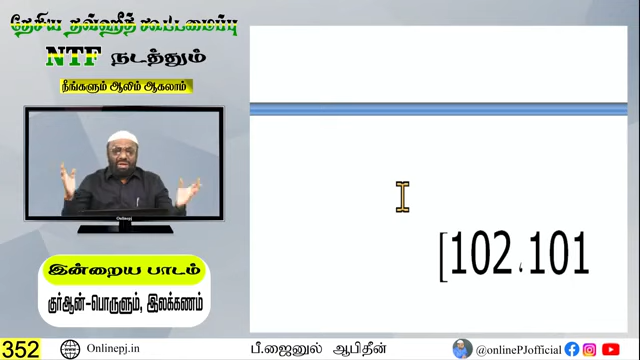 தேசிய தவ்ஹீத் கூட்டமைப்பு
NTF நடத்தும்
நீங்களும் ஆலிம் ஆகலாம்
Onlinepj
இன்றைய பாடம்
குர்ஆன்-பொருளும், இலக்கணம்
[102،101
352
Onlinepj.in
பீ.ஜைனுல் ஆபிதீன்
@onlinePJofficial